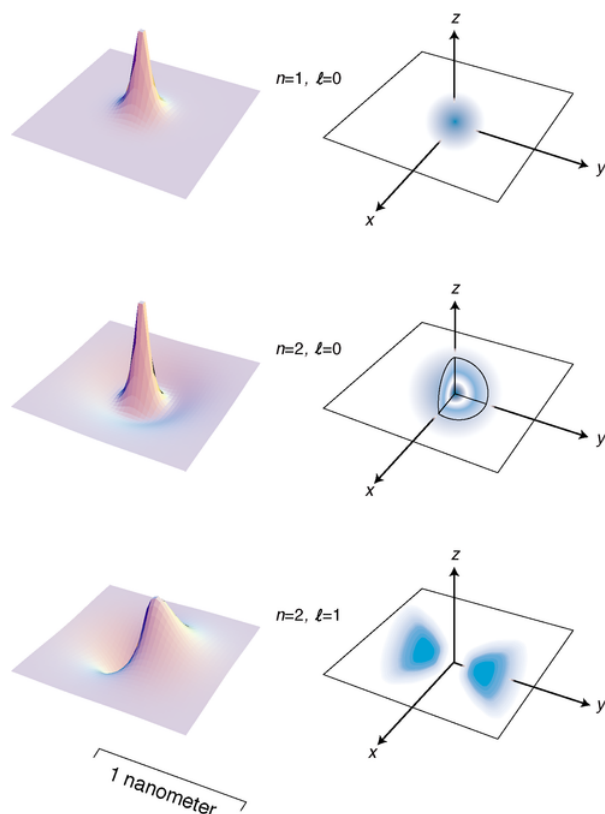 z
n=1, ℓ=0
y
x
z
n=2, ℓ=0
y
x
z
n=2, ℓ=1
y
x
1 nanometer